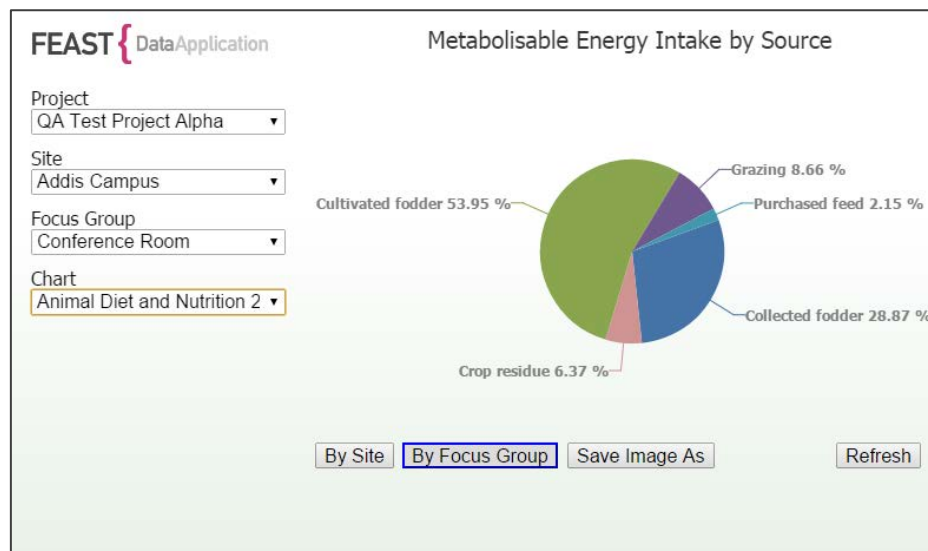 FEAST { DataApplication
Metabolisable Energy Intake by Source
Project
QA Test Project Alpha
Site
Addis Campus
Focus Group
Conference Room
Chart
Animal Diet and Nutrition 2
Grazing 8.66 %
Cultivated fodder 53.95 %
Purchased feed 2.15 %
Collected fodder 28.87 %
Crop residue 6.37 %
By Site
By Focus Group
Save Image As
Refresh